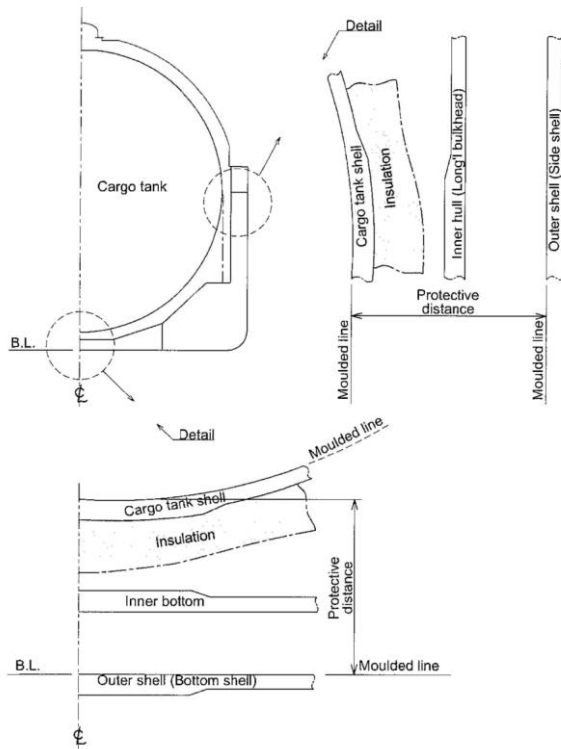 Detail
Cargo tank
B.L.
℄
Cargo tank shell
Insulation
Inner hull (Long'l bulkhead)
Outer shell (Side shell)
Protective
distance
Moulded line
Moulded line
Detail
Moulded line
Cargo tank shell
Insulation
Inner bottom
Protective
distance
B.L.
Moulded line
Outer shell (Bottom shell)
℄